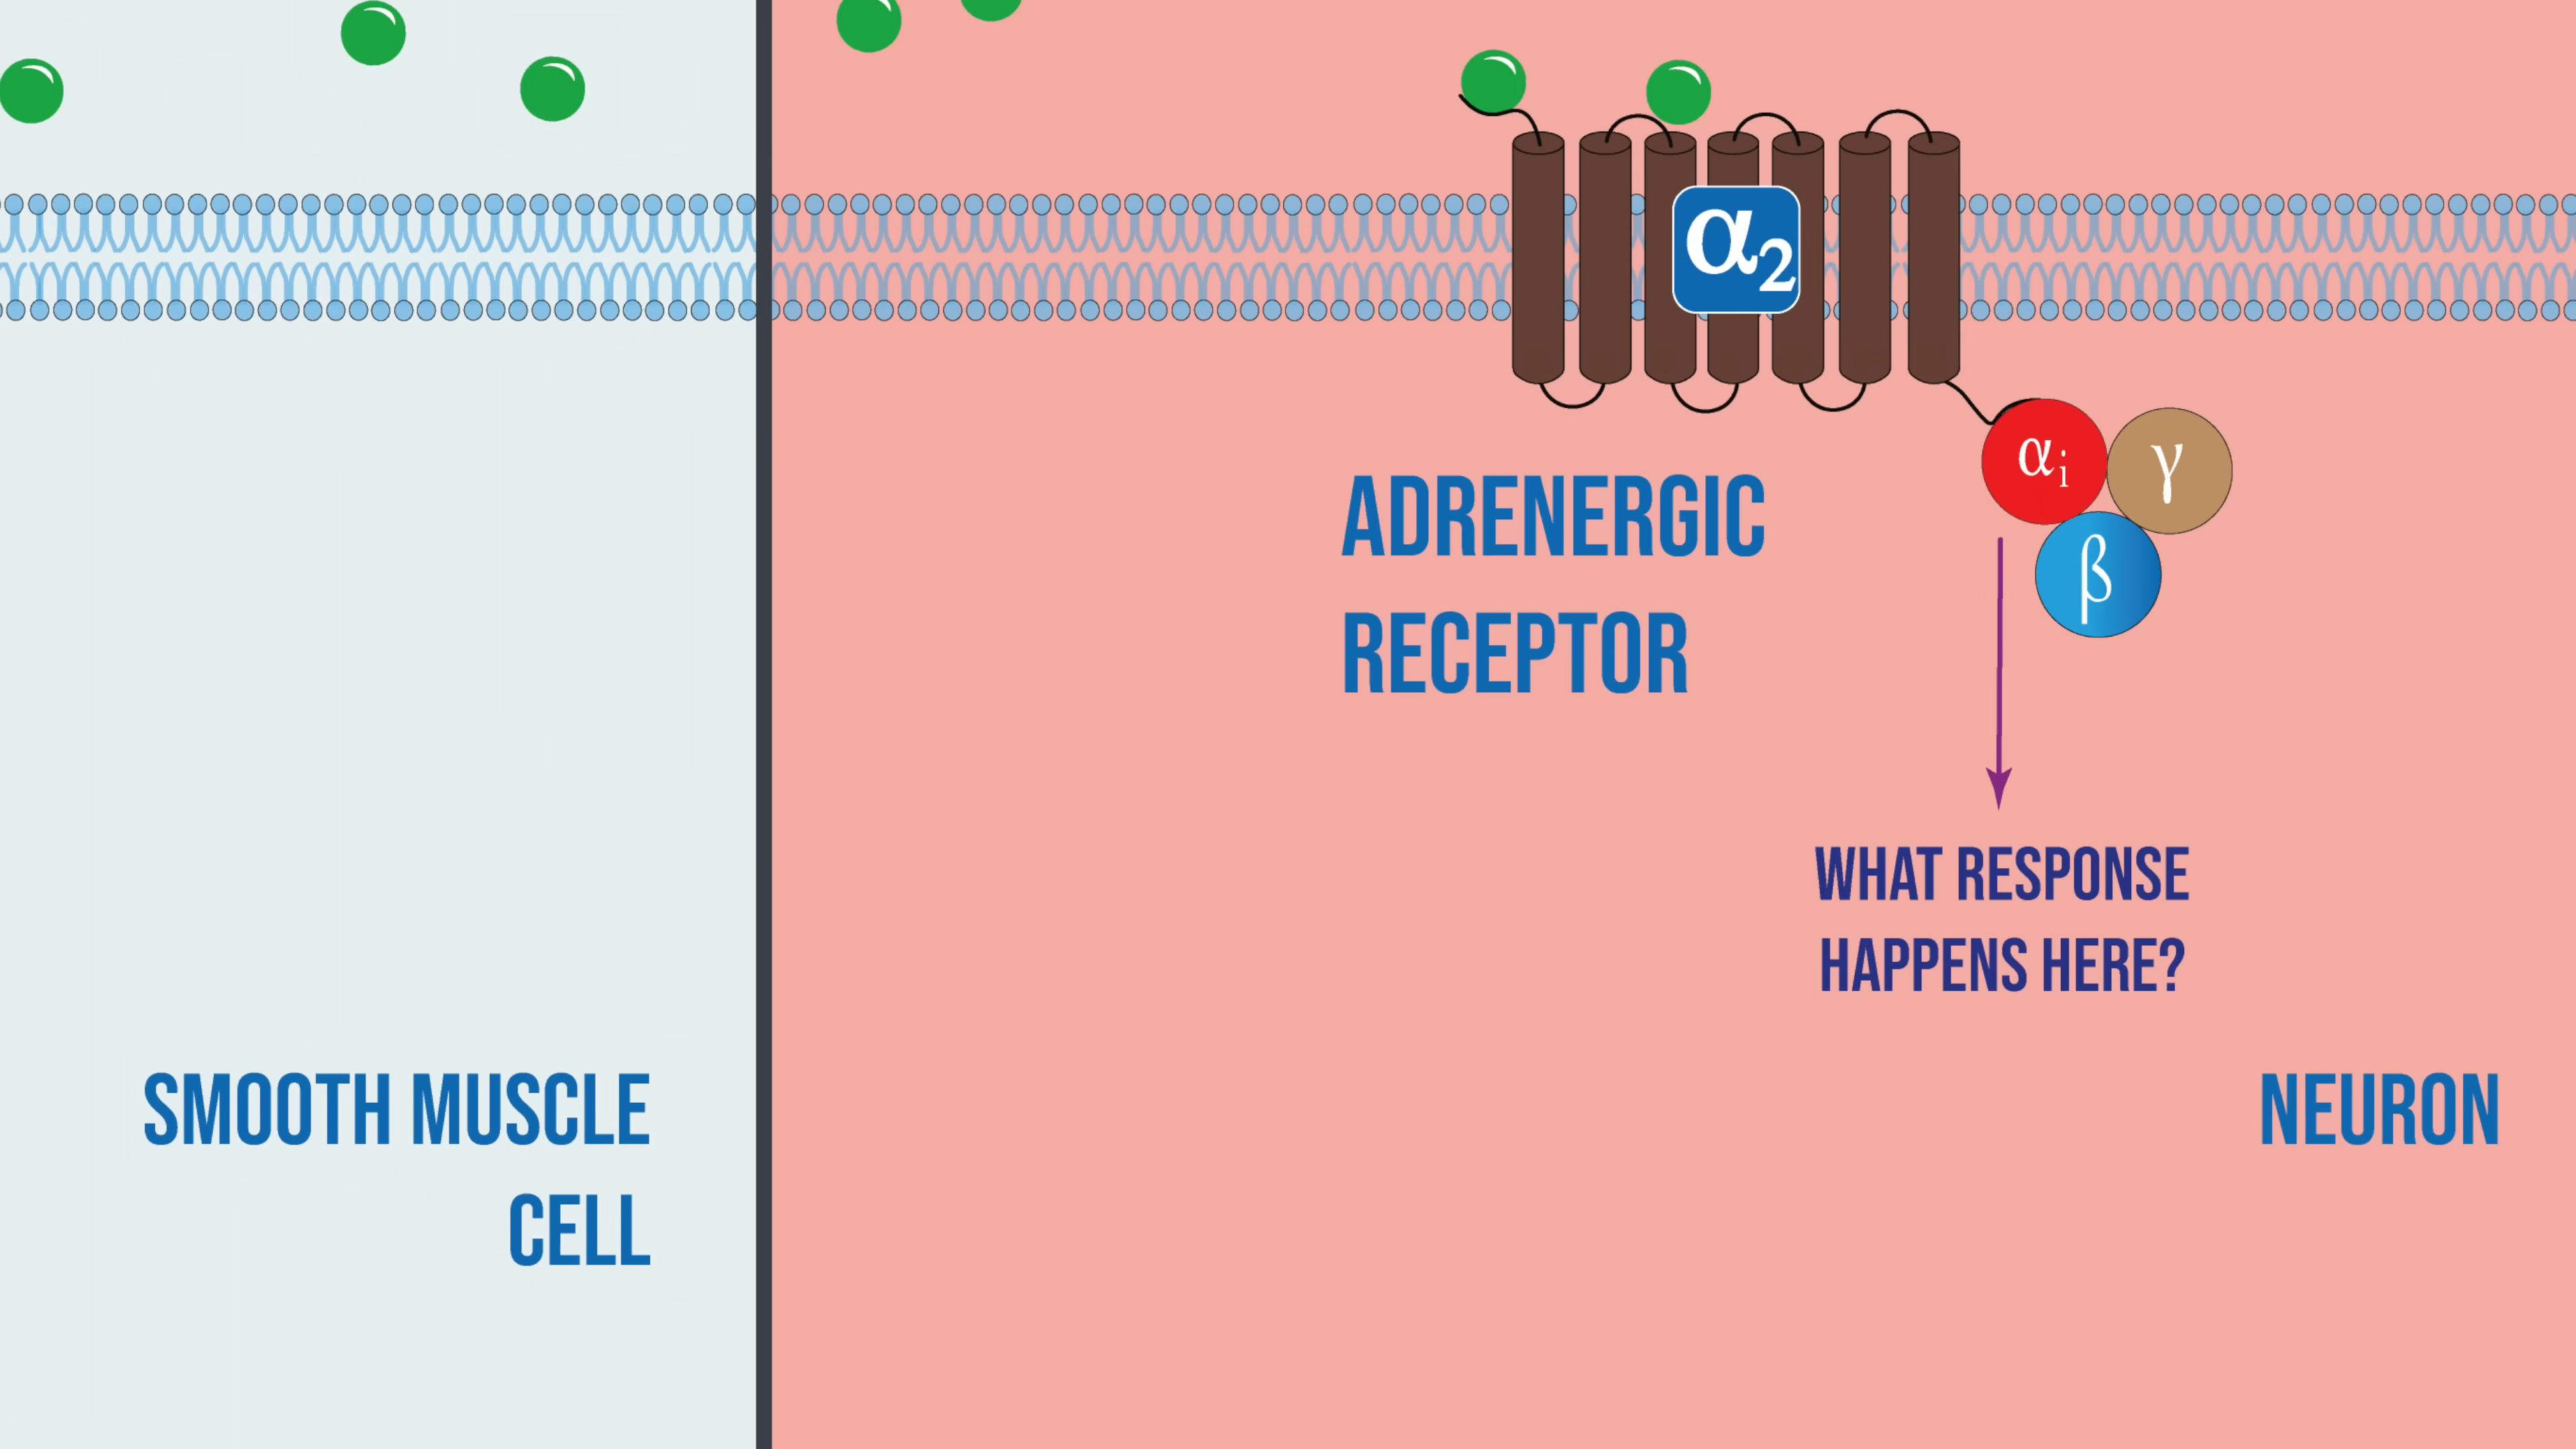 α2
αi
γ
β
ADRENERGIC
RECEPTOR
WHAT RESPONSE
HAPPENS HERE?
SMOOTH MUSCLE
CELL
NEURON